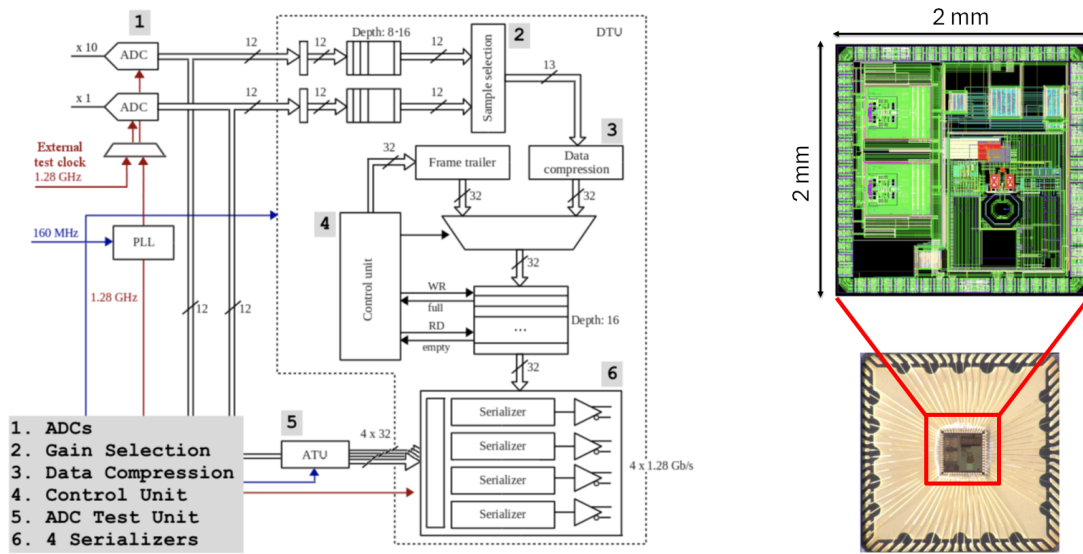 1
x 10
ADC
12
12
Depth: 8-16
12
2
DTU
Sample selection
13
x 1
ADC
12
12
12
External
test clock
1.28 GHz
32
Frame trailer
3
Data
compression
32
32
4
Control unit
160 MHz
PLL
1.28 GHz
12
12
32
WR
full
RD
empty
...
Depth: 16
32
6
5
ATU
4 x 32
Serializer
Serializer
Serializer
Serializer
4 x 1.28 Gb/s
1. ADCs
2. Gain Selection
3. Data Compression
4. Control Unit
5. ADC Test Unit
6. 4 Serializers
2 mm
2 mm